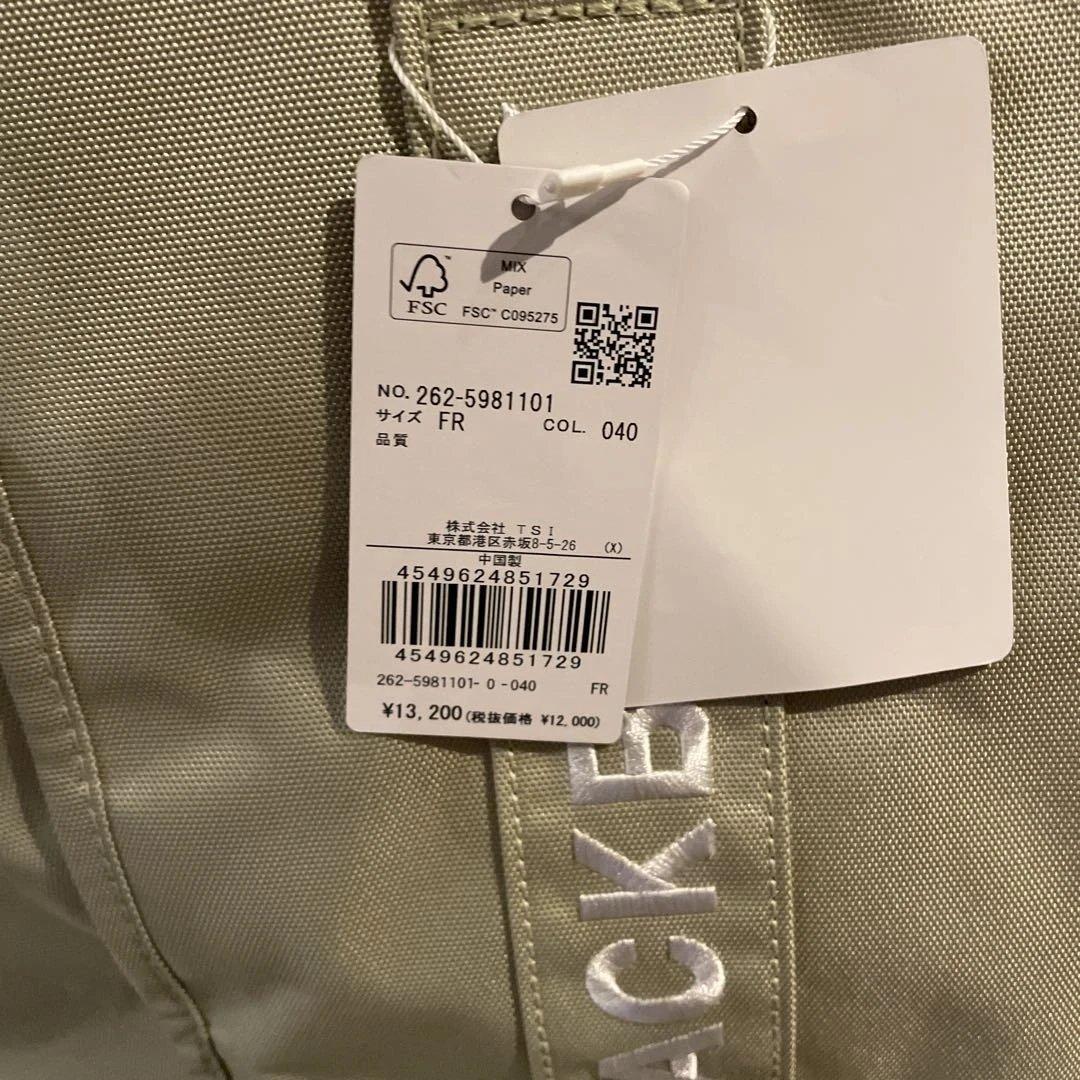 MIX
Paper
FSC™ C095275
FSC
NO. 262-5981101
サイズ FR COL. 040
品質
株式会社 TSI
東京都港区赤坂8-5-26 (X)
中国製
4549624851729
4549624851729
262-5981101-0-040 FR
¥13,200(税抜価格 ¥12,000)
ACKB